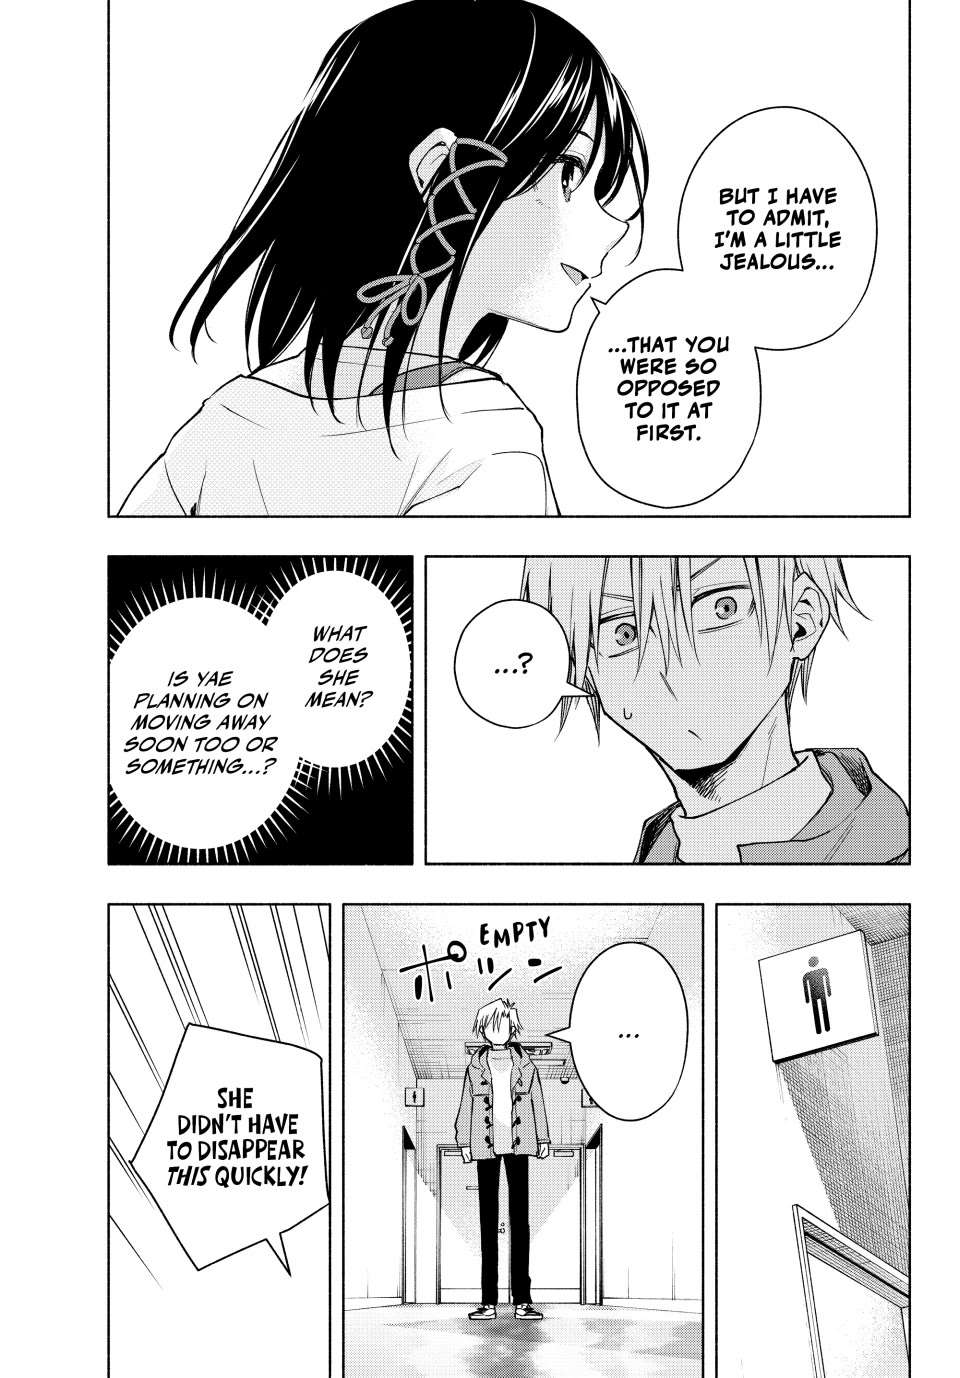 BUT I HAVE
TO ADMIT,
I'M A LITTLE
JEALOUS...
...THAT YOU
WERE SO
OPPOSED
TO IT AT
FIRST.
...?
WHAT
DOES
SHE
MEAN?
IS YAE
PLANNING ON
MOVING AWAY
SOON TOO OR
SOMETHING...?
EMPTY
ポツン
...
SHE
DIDN'T HAVE
TO DISAPPEAR
THIS QUICKLY!